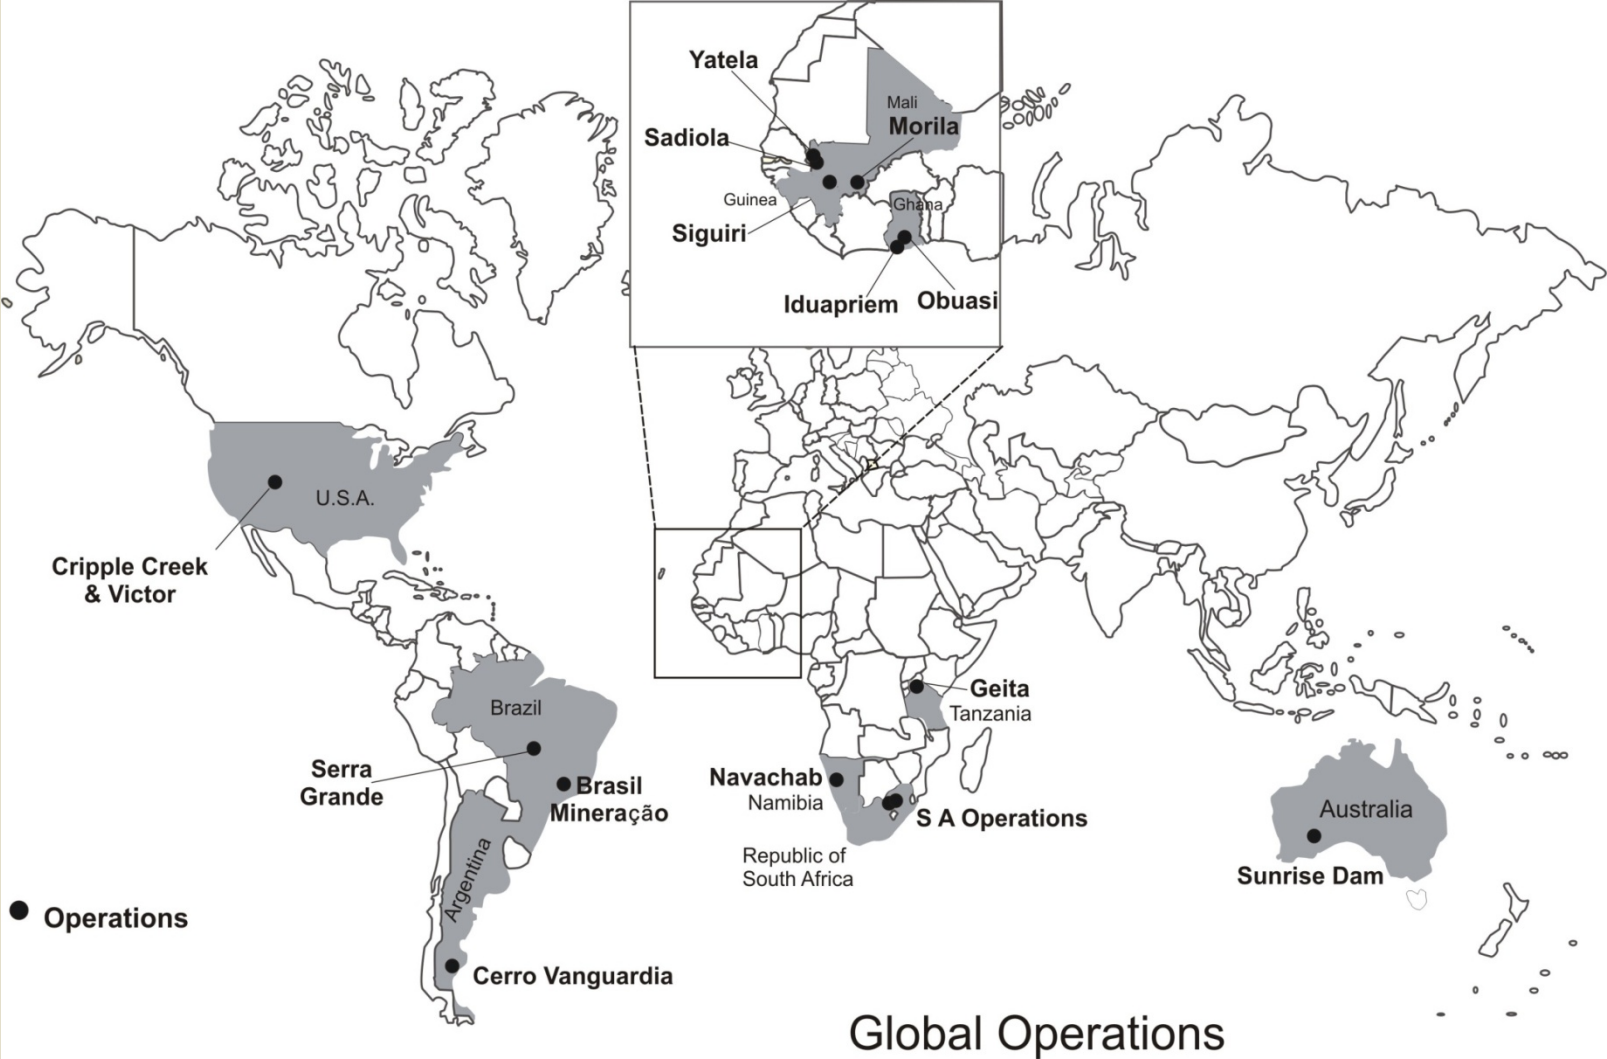 Yatela
Mali
Morila
Sadiola
Guinea
Ghana
Siguiri
Iduapriem
Obuasi
U.S.A.
Cripple Creek
& Victor
Brazil
Serra
Grande
Brasil
Mineração
Argentina
Cerro Vanguardia
Geita
Tanzania
Navachab
Namibia
S A Operations
Republic of
South Africa
Australia
Sunrise Dam
Operations
Global Operations